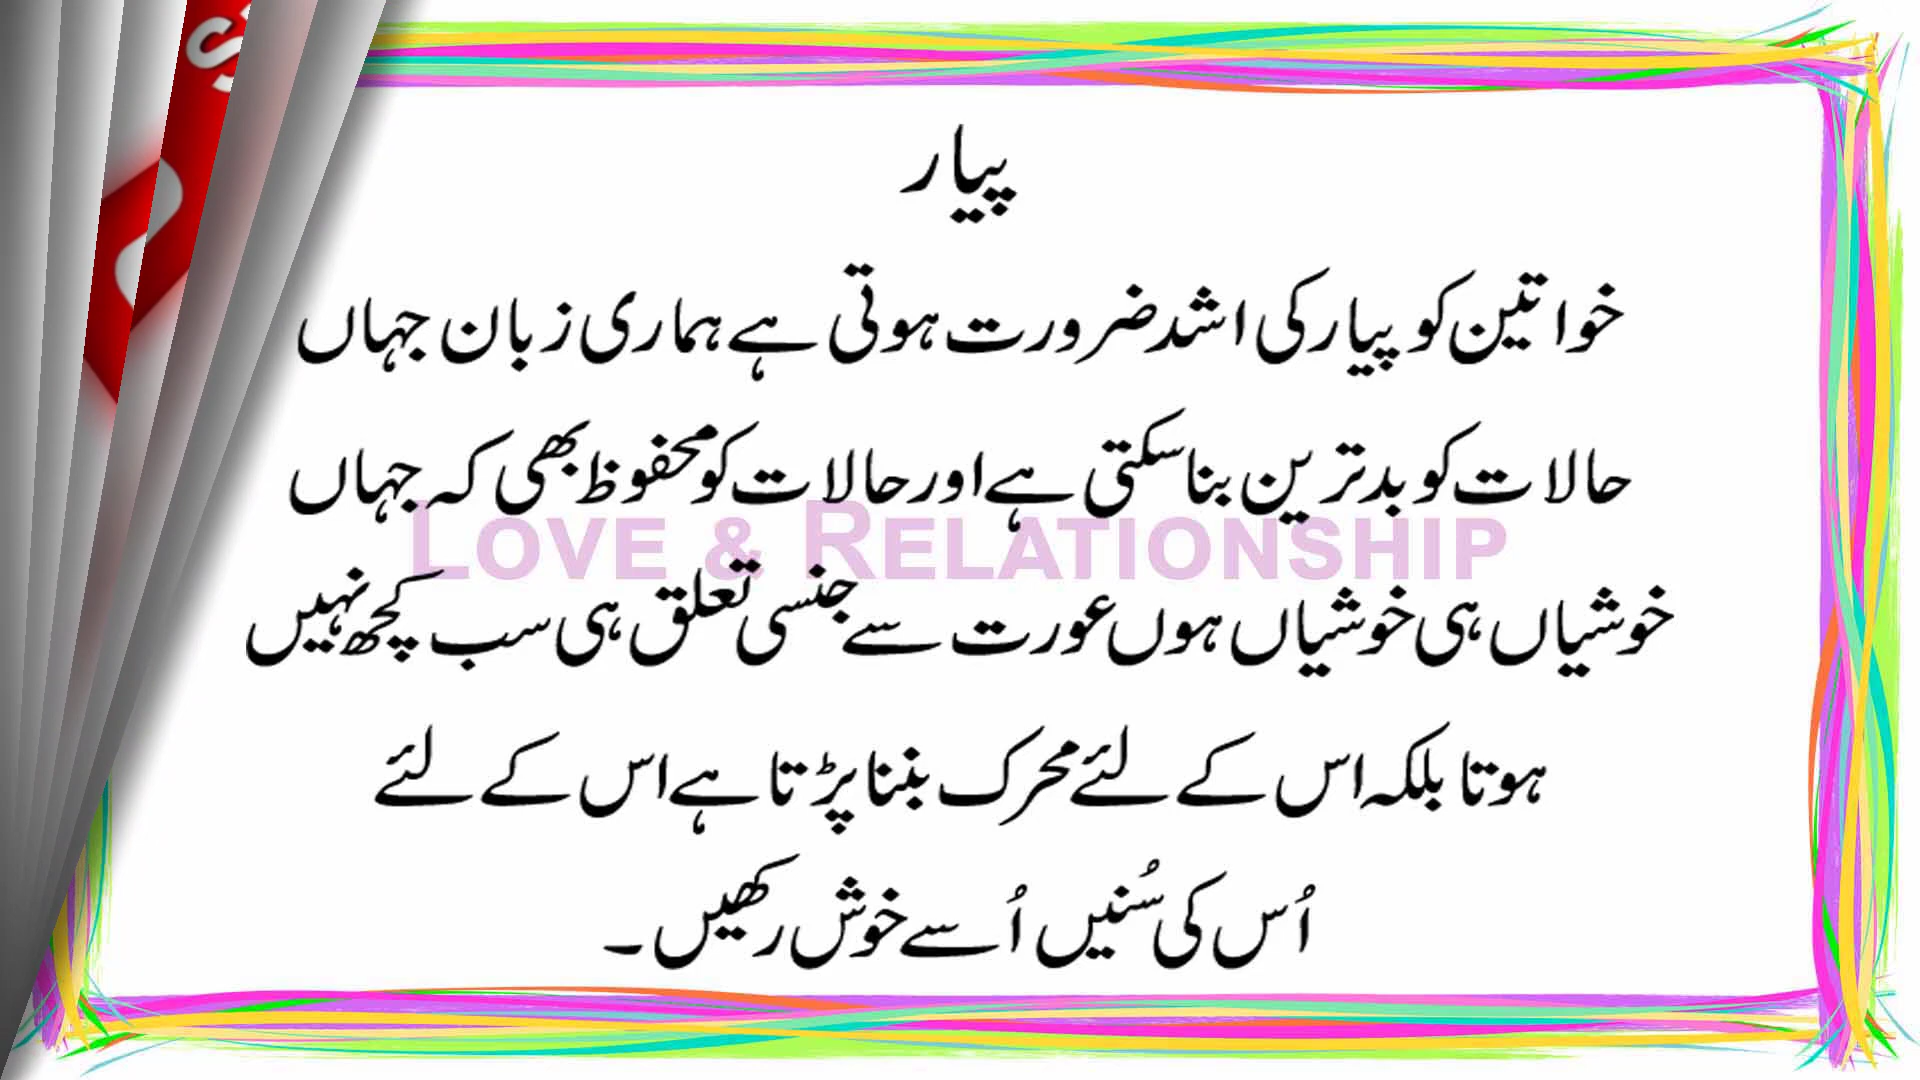 پیار
خواتین کو پیار کی اشد ضرورت ہوتی ہے ہماری زبان جہاں
حالات کو بدترین بنا سکتی ہے اور حالات کو محفوظ بھی کہ جہاں
LOVE & RELATIONSHIP
خوشیاں ہی خوشیاں ہوں عورت سے جنسی تعلق ہی سب کچھ نہیں
ہوتا بلکہ اس کے لئے محرک بننا پڑتا ہے اس کے لئے
اُس کی سُنیں اُسے خوش رکھیں ۔